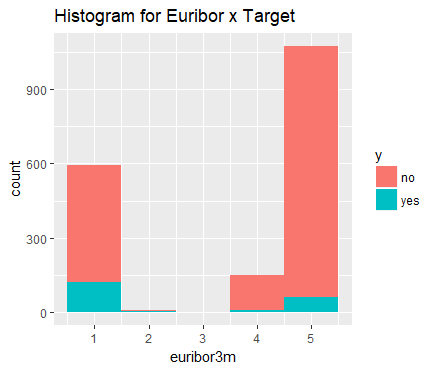 Histogram for Euribor x Target
count
900
600
300
0
1 2 3 4 5
euribor3m
y
no
yes